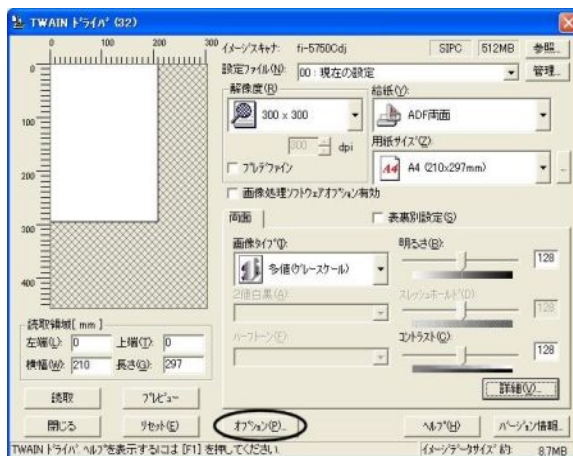 TWAIN ドライバ (32)
0 100 200 300
0
100
200
300
400
イメージスキャナ: fi-5750Cdj SIPC 512MB 参照...
設定ファイル(N): 00 : 現在の設定 管理...
解像度(R)
300 x 300
300 dpi
プレデファイン
給紙(Y):
ADF両面
用紙サイズ(Z)
A4 (210x297mm)
...
画像処理ソフトウェアオプション有効
両面
表裏別設定(S)
画像タイプ(I):
多値(グレースケール)
2値白黒(A):
ハーフトーン(E):
明るさ(B):
128
スレッシュホールド(D)
128
コントラスト(C):
128
詳細(V)...
読取領域[ mm ]
左端(L): 0 上端(T): 0
横幅(W): 210 長さ(G): 297
読取 プレビュー
閉じる リセット(E) オプション(P)... ヘルプ(H) バージョン情報...
TWAIN ドライバ ヘルプを表示するには [F1] を押してください. イメージデータサイズ 約: 8.7MB